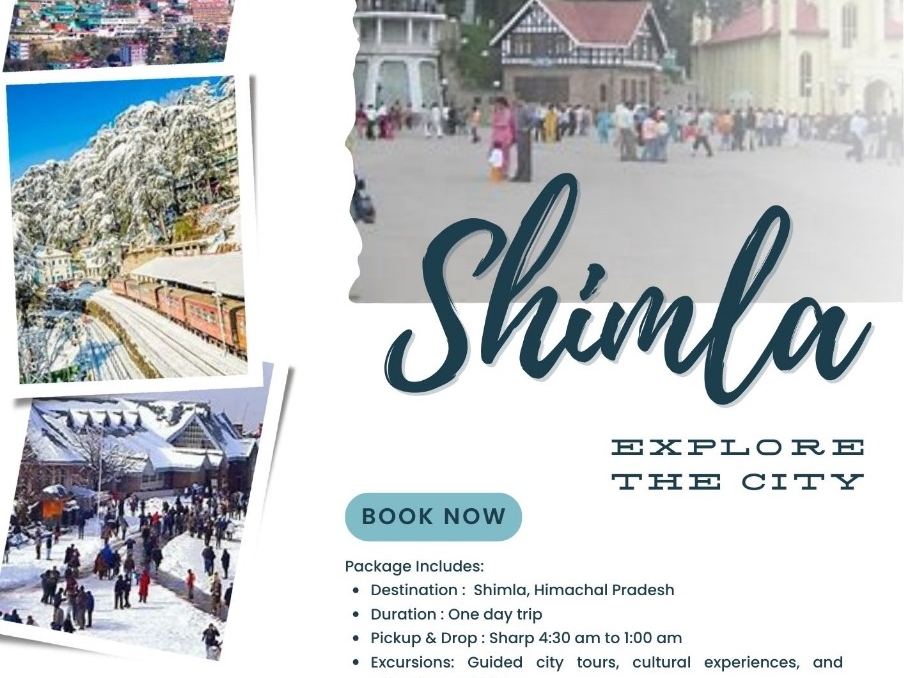 Shimla
EXPLORE
THE CITY
BOOK NOW
Package Includes:
• Destination :  Shimla, Himachal Pradesh
• Duration : One day trip
• Pickup & Drop : Sharp 4:30 am to 1:00 am
• Excursions: Guided city tours, cultural experiences, and